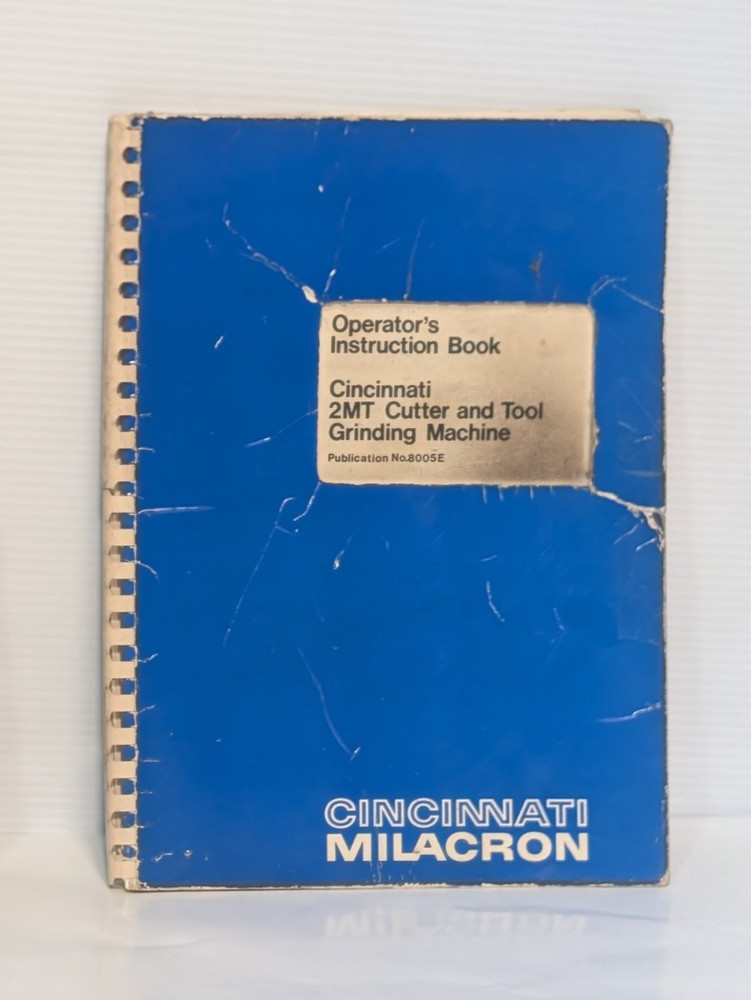 Operator's
Instruction Book
Cincinnati
2MT Cutter and Tool
Grinding Machine
Publication No.8005E
CINCINNATI
MILACRON